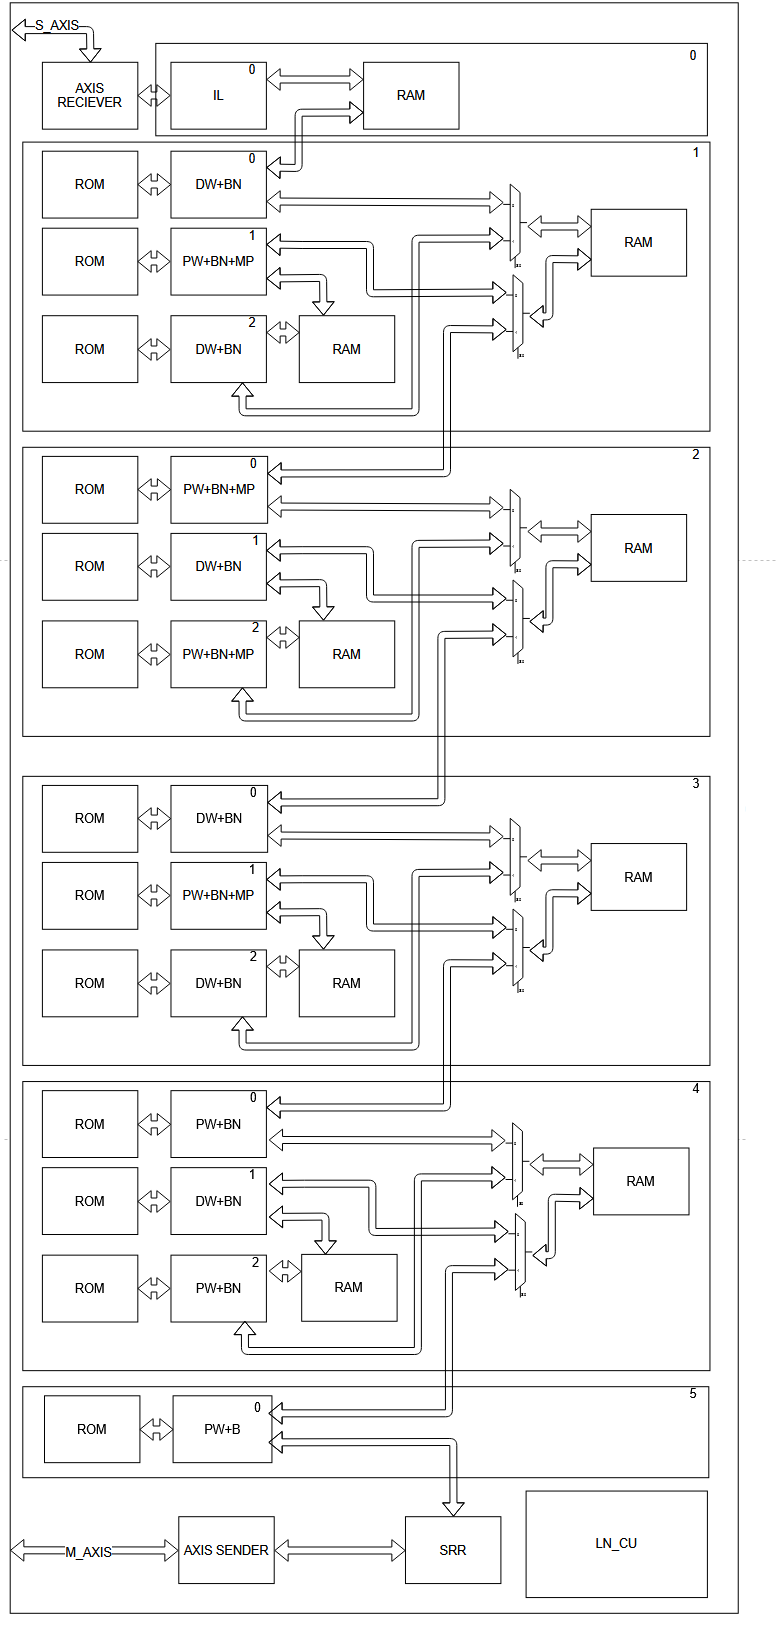 S_AXIS
0
AXIS
RECIEVER
0
IL
RAM
1
ROM
0
DW+BN
RAM
ROM
1
PW+BN+MP
ROM
2
DW+BN
RAM
2
ROM
0
PW+BN+MP
RAM
ROM
1
DW+BN
ROM
2
PW+BN+MP
RAM
3
ROM
0
DW+BN
RAM
ROM
1
PW+BN+MP
ROM
2
DW+BN
RAM
4
ROM
0
PW+BN
RAM
ROM
1
DW+BN
ROM
2
PW+BN
RAM
5
ROM
0
PW+B
M_AXIS
AXIS SENDER
SRR
LN_CU